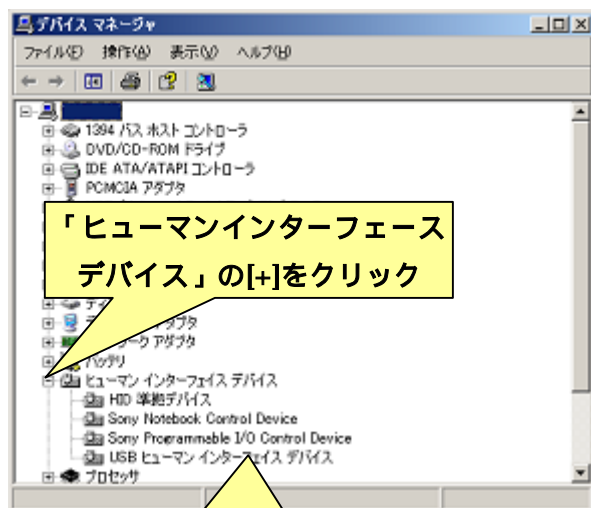 デバイス マネージャ
ファイル(F) 操作(A) 表示(V) ヘルプ(H)
1394 バス ホスト コントローラ
DVD/CD-ROM ドライブ
IDE ATA/ATAPI コントローラ
PCMCIA アダプタ
「ヒューマンインターフェース
デバイス」の[+]をクリック
アダプタ
ーク アダプタ
バッテリ
ヒューマン インターフェイス デバイス
HID 準拠デバイス
Sony Notebook Control Device
Sony Programmable I/O Control Device
USB ヒューマン インターフェイス デバイス
プロセッサ